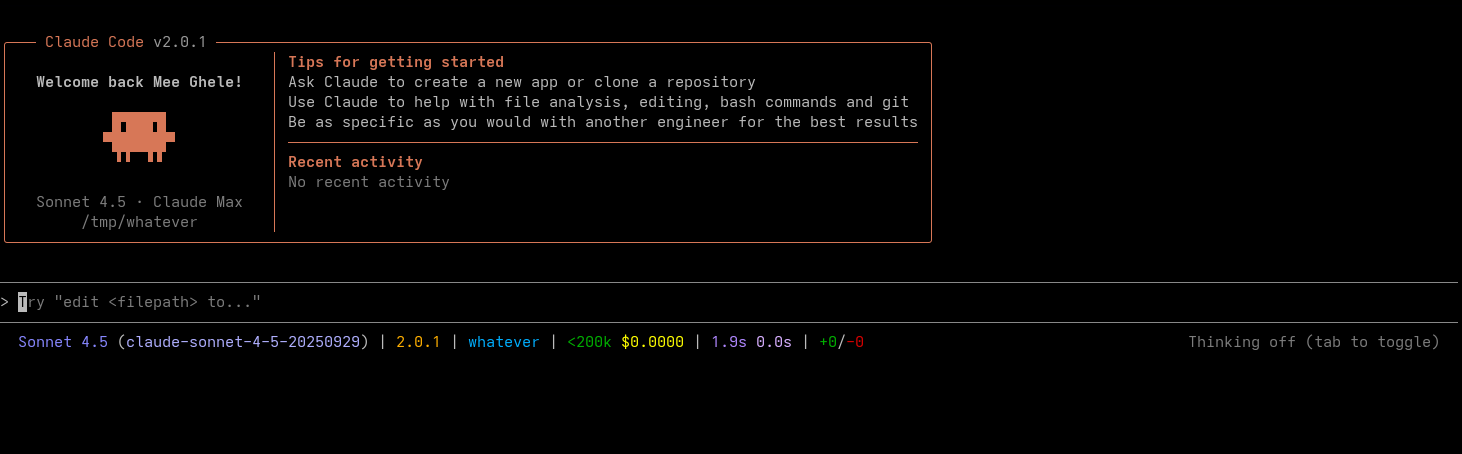 Claude Code v2.0.1
Welcome back Mee Ghele!
Sonnet 4.5 · Claude Max
/tmp/whatever
Tips for getting started
Ask Claude to create a new app or clone a repository
Use Claude to help with file analysis, editing, bash commands and git
Be as specific as you would with another engineer for the best results
Recent activity
No recent activity
> Try "edit <filepath> to..."
Sonnet 4.5 (claude-sonnet-4-5-20250929) | 2.0.1 | whatever | <200k $0.0000 | 1.9s 0.0s | +0/-0 Thinking off (tab to toggle)